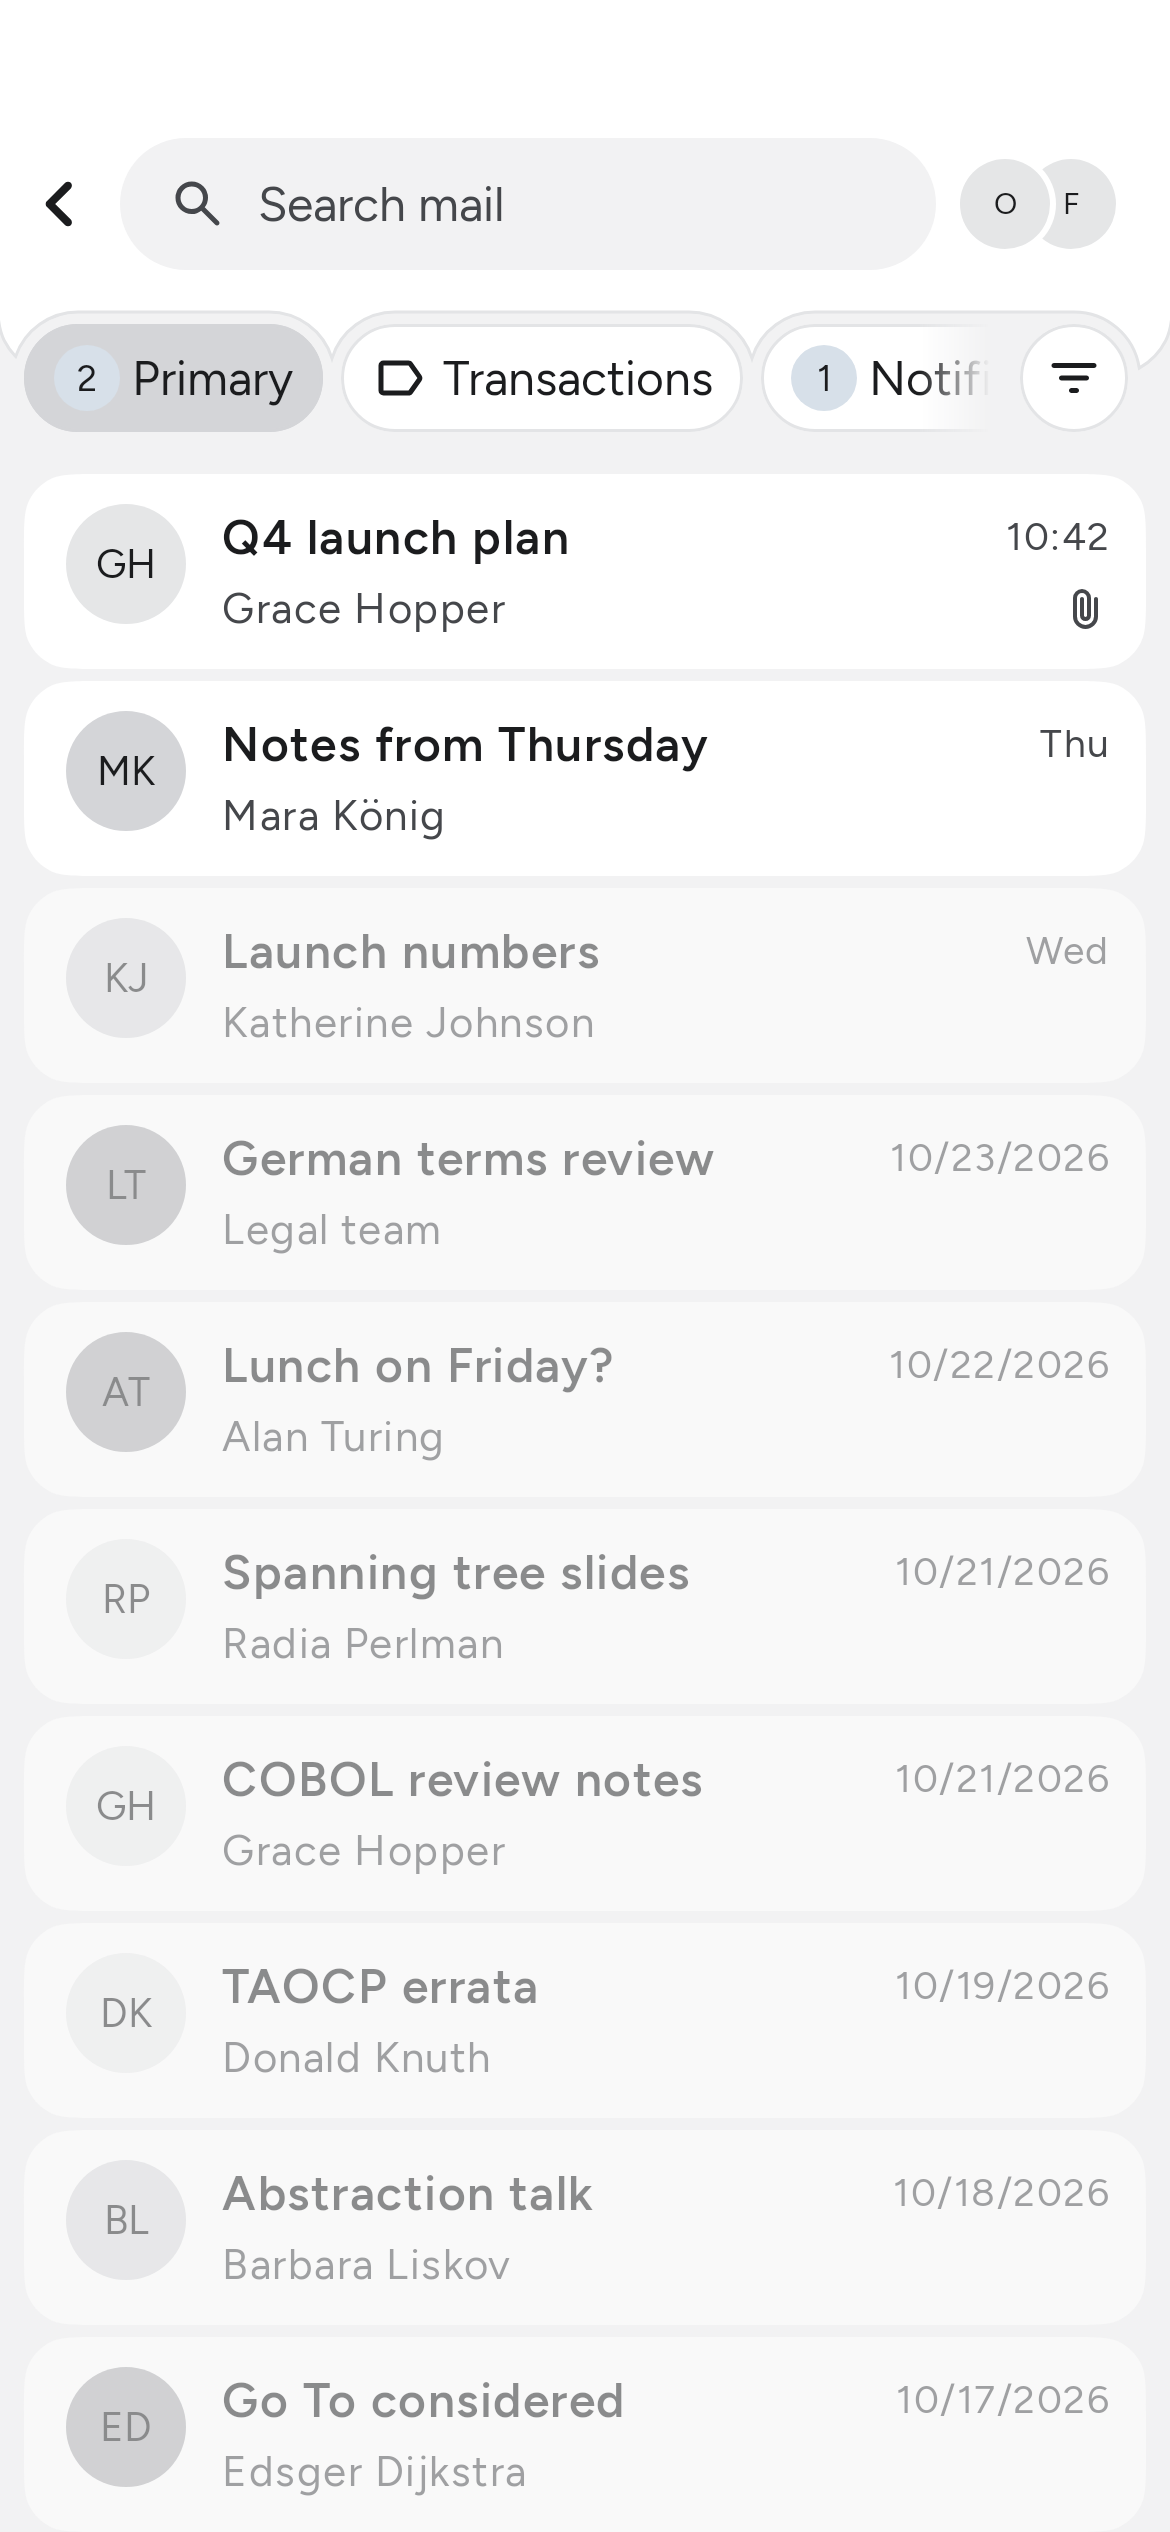 Search mail
O F
2 Primary Transactions 1 Notifi
GH Q4 launch plan 10:42
Grace Hopper
MK Notes from Thursday Thu
Mara König
KJ Launch numbers Wed
Katherine Johnson
LT German terms review 10/23/2026
Legal team
AT Lunch on Friday? 10/22/2026
Alan Turing
RP Spanning tree slides 10/21/2026
Radia Perlman
GH COBOL review notes 10/21/2026
Grace Hopper
DK TAOCP errata 10/19/2026
Donald Knuth
BL Abstraction talk 10/18/2026
Barbara Liskov
ED Go To considered 10/17/2026
Edsger Dijkstra